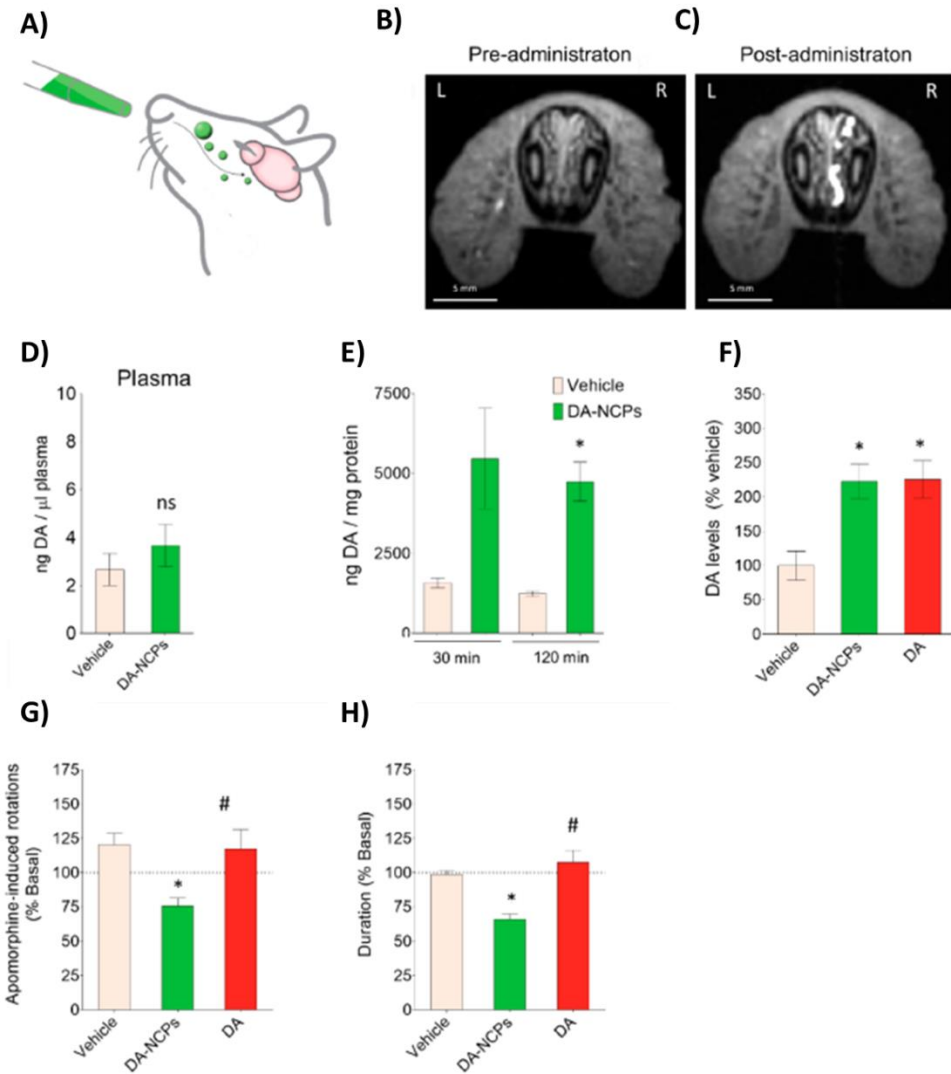 A)
B)
C)
Pre-administraton
Post-administraton
L R
L R
5 mm
5 mm
D)
E)
F)
Plasma
ng DA / µl plasma
10
8
6
4
2
0
ns
Vehicle
DA-NCPs
ng DA / mg protein
7500
5000
2500
0
Vehicle
DA-NCPs
*
30 min
120 min
DA levels (% vehicle)
350
300
250
200
150
100
50
0
*
*
Vehicle
DA-NCPs
DA
G)
H)
Apomorphine-induced rotations
(% Basal)
175
150
125
100
75
50
25
0
*
#
Vehicle
DA-NCPs
DA
Duration (% Basal)
175
150
125
100
75
50
25
0
*
#
Vehicle
DA-NCPs
DA